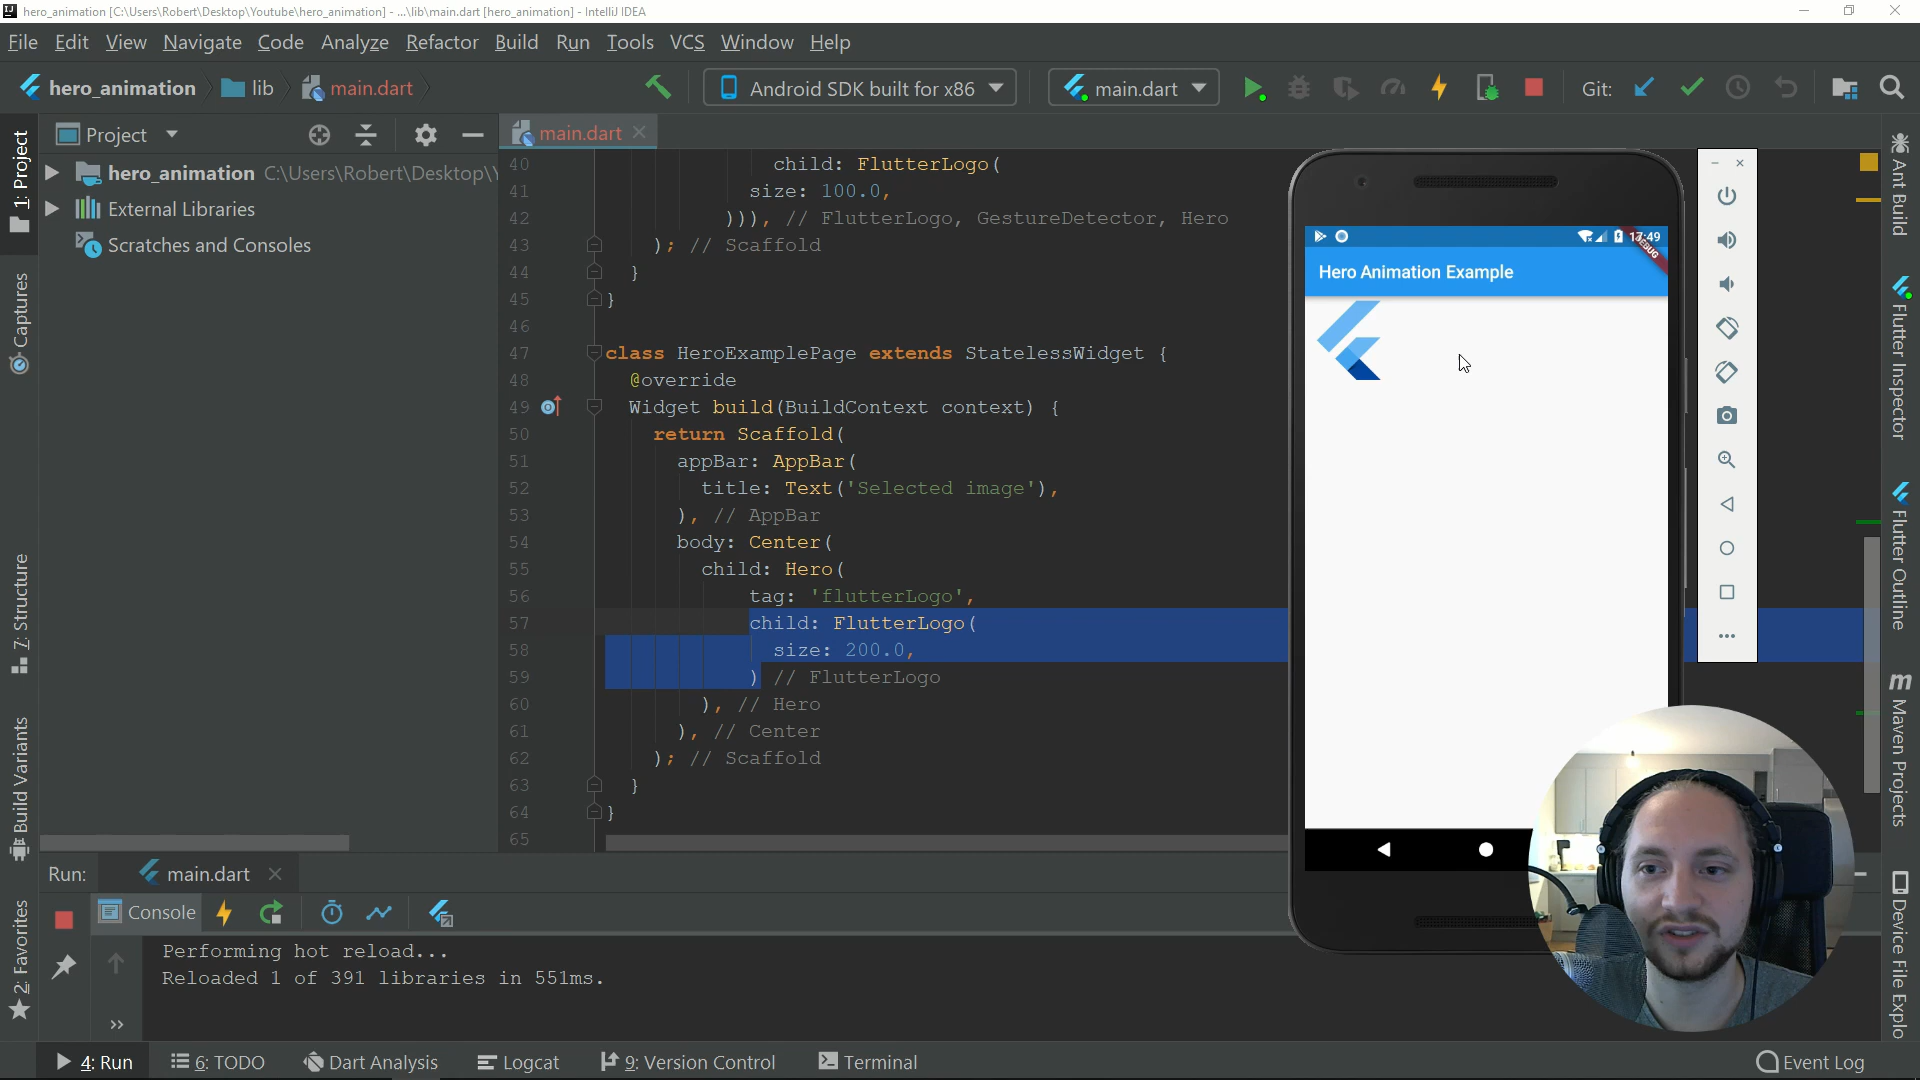 hero_animation [C:\Users\Robert\Desktop\Youtube\hero_animation] - ...\lib\main.dart [hero_animation] - IntelliJ IDEA
File Edit View Navigate Code Analyze Refactor Build Run Tools VCS Window Help
hero_animation lib main.dart Android SDK built for x86 main.dart Git:
1: Project
Captures
7: Structure
Build Variants
2: Favorites
Project
hero_animation C:\Users\Robert\Desktop\Y
External Libraries
Scratches and Consoles
main.dart
40 child: FlutterLogo(
41 size: 100.0,
42 ))), // FlutterLogo, GestureDetector, Hero
43 ); // Scaffold
44 }
45 }
46
47 class HeroExamplePage extends StatelessWidget {
48 @override
49 Widget build(BuildContext context) {
50 return Scaffold(
51 appBar: AppBar(
52 title: Text('Selected image'),
53 ), // AppBar
54 body: Center(
55 child: Hero(
56 tag: 'flutterLogo',
57 child: FlutterLogo(
58 size: 200.0,
59 ) // FlutterLogo
60 ), // Hero
61 ), // Center
62 ); // Scaffold
63 }
64 }
65
17:49
DEBUG
Hero Animation Example
Ant Build
Flutter Inspector
Flutter Outline
Maven Projects
Device File Explo
Run: main.dart
Console
Performing hot reload...
Reloaded 1 of 391 libraries in 551ms.
4: Run 6: TODO Dart Analysis Logcat 9: Version Control Terminal Event Log